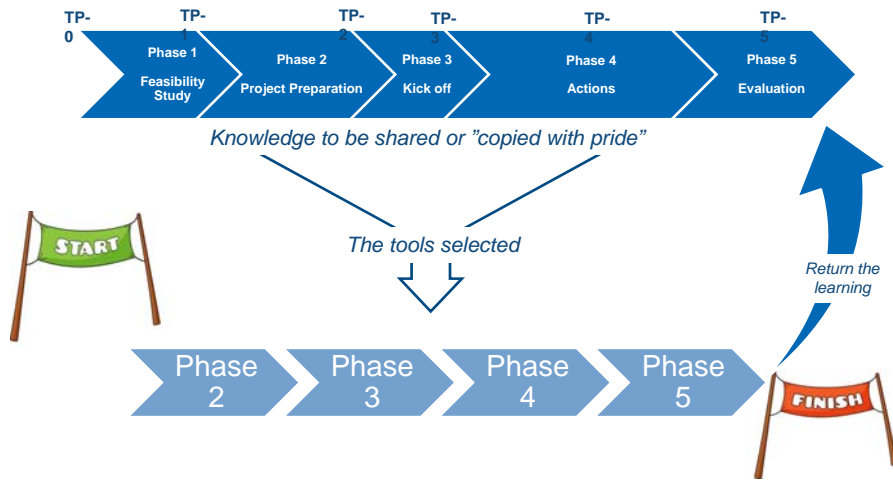 TP-
0
TP-
1
TP-
2
TP-
3
TP-
4
TP-
5
Phase 1
Feasibility
Study
Phase 2
Project Preparation
Phase 3
Kick off
Phase 4
Actions
Phase 5
Evaluation
Knowledge to be shared or ”copied with pride”
START
The tools selected
Return the
learning
Phase
2
Phase
3
Phase
4
Phase
5
FINISH